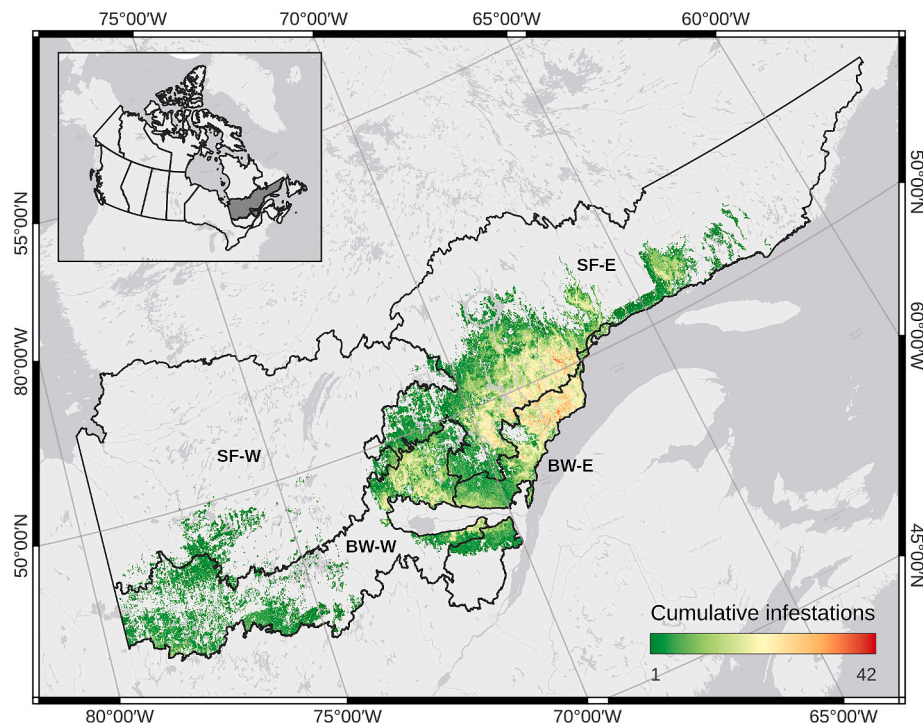 75°00'W 70°00'W 65°00'W 60°00'W
50°00'N
55°00'N
SF-E
60°00'W
80°00'W
SF-W
BW-E
50°00'N
BW-W
45°00'N
Cumulative infestations
1 42
80°00'W 75°00'W 70°00'W 65°00'W